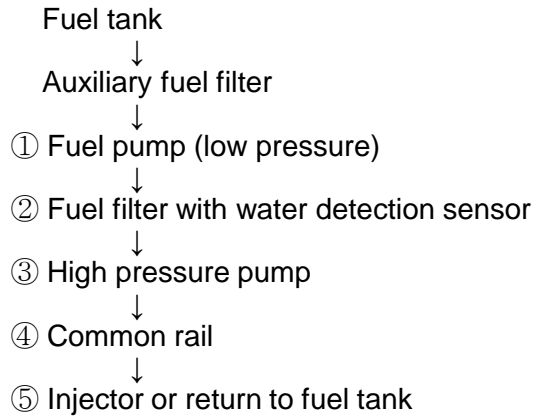 Fuel tank
↓
Auxiliary fuel filter
↓
① Fuel pump (low pressure)
↓
② Fuel filter with water detection sensor
↓
③ High pressure pump
↓
④ Common rail
↓
⑤ Injector or return to fuel tank